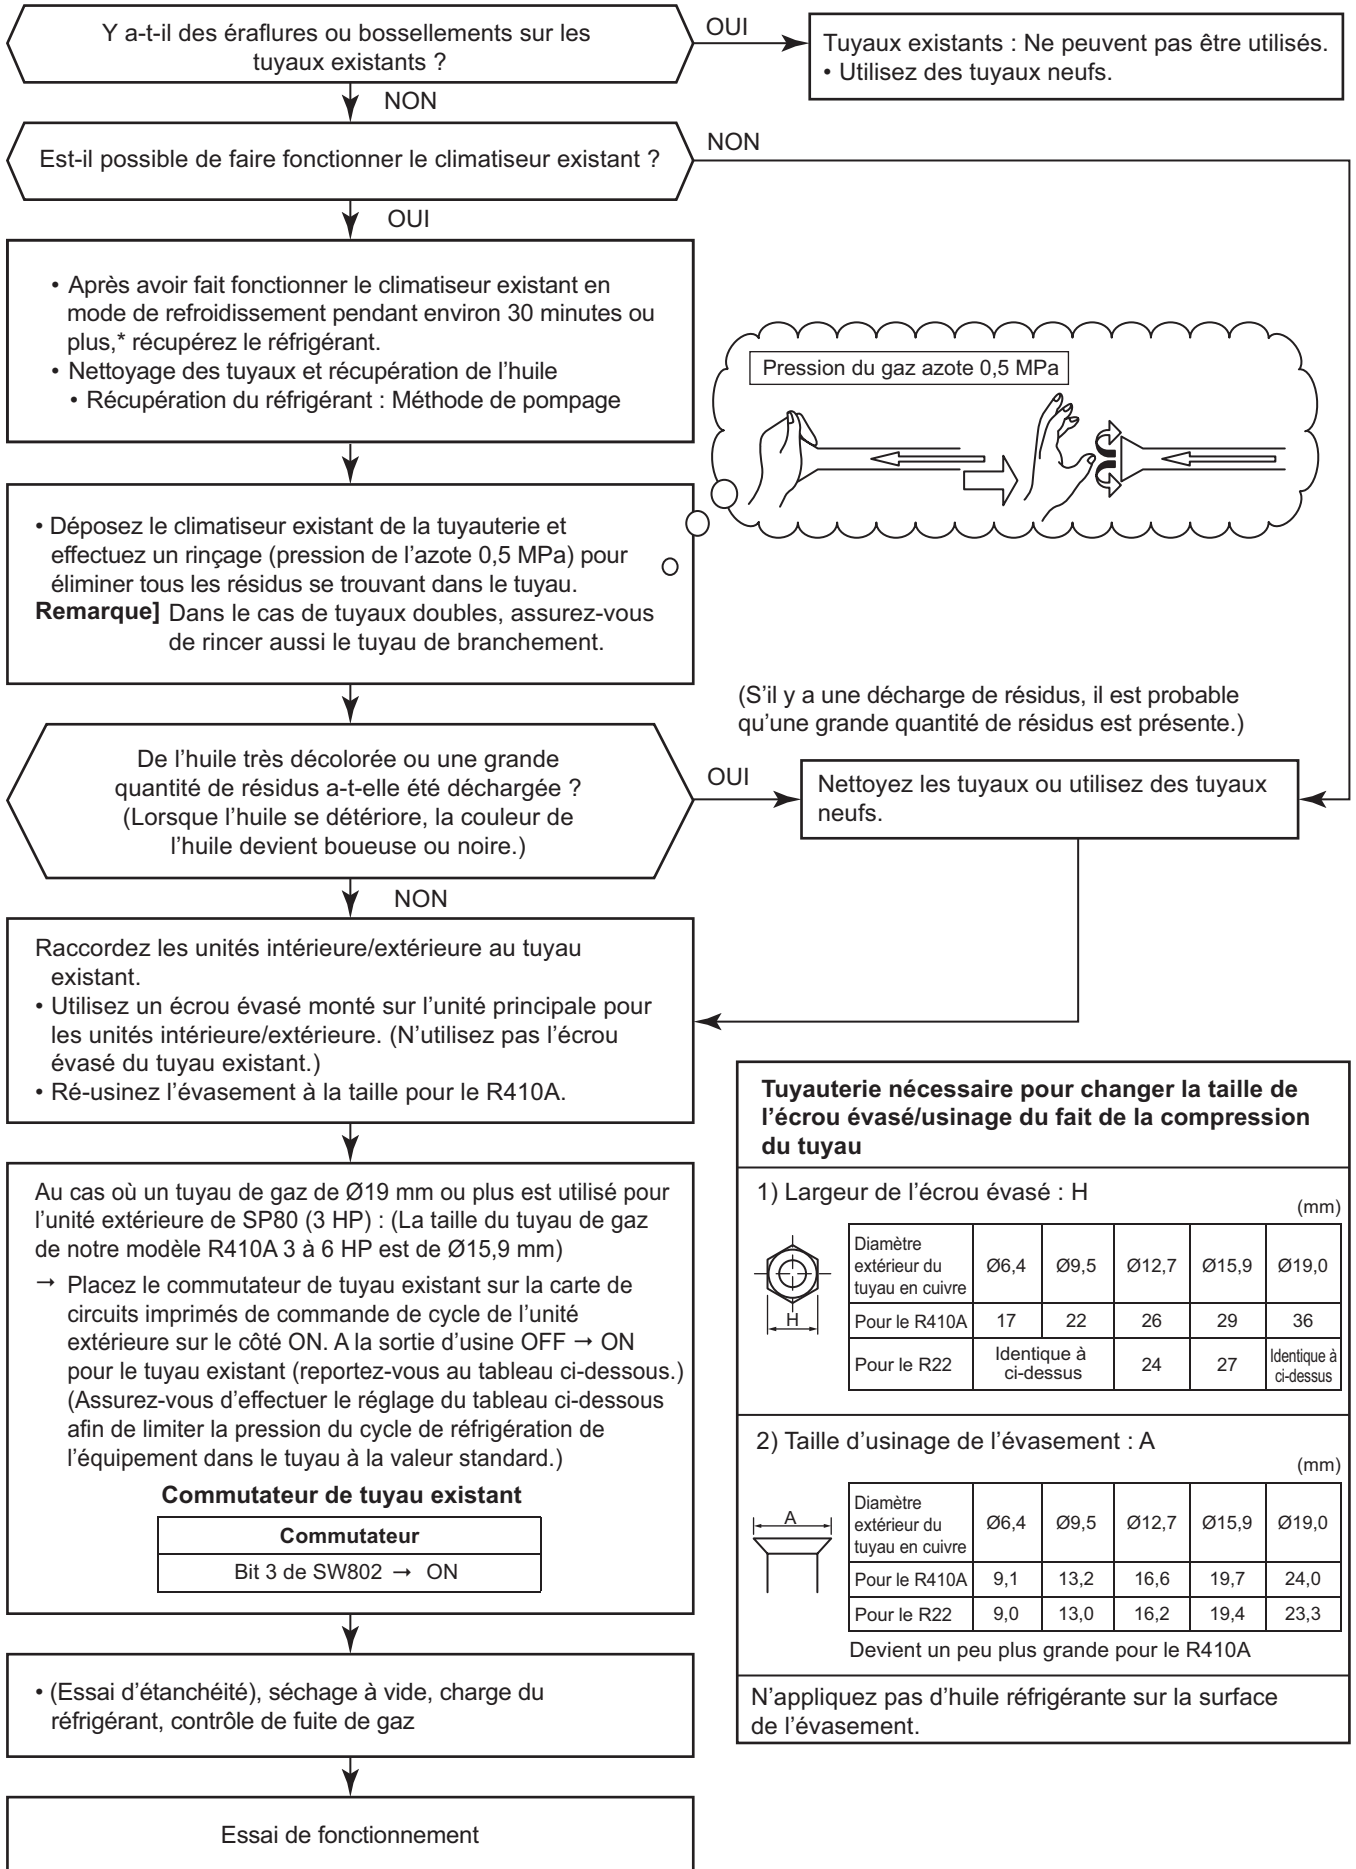 Y a-t-il des éraflures ou bossellements sur les
tuyaux existants ?
OUI
Tuyaux existants : Ne peuvent pas être utilisés.
• Utilisez des tuyaux neufs.
NON
Est-il possible de faire fonctionner le climatiseur existant ?
NON
OUI
• Après avoir fait fonctionner le climatiseur existant en
mode de refroidissement pendant environ 30 minutes ou
plus,* récupérez le réfrigérant.
• Nettoyage des tuyaux et récupération de l’huile
• Récupération du réfrigérant : Méthode de pompage
Pression du gaz azote 0,5 MPa
• Déposez le climatiseur existant de la tuyauterie et
effectuez un rinçage (pression de l’azote 0,5 MPa) pour
éliminer tous les résidus se trouvant dans le tuyau.
Remarque] Dans le cas de tuyaux doubles, assurez-vous
de rincer aussi le tuyau de branchement.
(S’il y a une décharge de résidus, il est probable
qu’une grande quantité de résidus est présente.)
De l’huile très décolorée ou une grande
quantité de résidus a-t-elle été déchargée ?
(Lorsque l’huile se détériore, la couleur de
l’huile devient boueuse ou noire.)
OUI
Nettoyez les tuyaux ou utilisez des tuyaux
neufs.
NON
Raccordez les unités intérieure/extérieure au tuyau
existant.
• Utilisez un écrou évasé monté sur l’unité principale pour
les unités intérieure/extérieure. (N’utilisez pas l’écrou
évasé du tuyau existant.)
• Ré-usinez l’évasement à la taille pour le R410A.
Au cas où un tuyau de gaz de Ø19 mm ou plus est utilisé pour
l’unité extérieure de SP80 (3 HP) : (La taille du tuyau de gaz
de notre modèle R410A 3 à 6 HP est de Ø15,9 mm)
→ Placez le commutateur de tuyau existant sur la carte de
circuits imprimés de commande de cycle de l’unité
extérieure sur le côté ON. A la sortie d’usine OFF → ON
pour le tuyau existant (reportez-vous au tableau ci-dessous.)
(Assurez-vous d’effectuer le réglage du tableau ci-dessous
afin de limiter la pression du cycle de réfrigération de
l’équipement dans le tuyau à la valeur standard.)
Commutateur de tuyau existant
Commutateur
Bit 3 de SW802 → ON
• (Essai d’étanchéité), séchage à vide, charge du
réfrigérant, contrôle de fuite de gaz
Essai de fonctionnement
Tuyauterie nécessaire pour changer la taille de
l’écrou évasé/usinage du fait de la compression
du tuyau
1) Largeur de l’écrou évasé : H
(mm)
H
Diamètre
extérieur du
tuyau en cuivre
Ø6,4 Ø9,5 Ø12,7 Ø15,9 Ø19,0
Pour le R410A 17 22 26 29 36
Pour le R22 Identique à
ci-dessus
24 27 Identique à
ci-dessus
2) Taille d’usinage de l’évasement : A
(mm)
A
Diamètre
extérieur du
tuyau en cuivre
Ø6,4 Ø9,5 Ø12,7 Ø15,9 Ø19,0
Pour le R410A 9,1 13,2 16,6 19,7 24,0
Pour le R22 9,0 13,0 16,2 19,4 23,3
Devient un peu plus grande pour le R410A
N’appliquez pas d’huile réfrigérante sur la surface
de l’évasement.